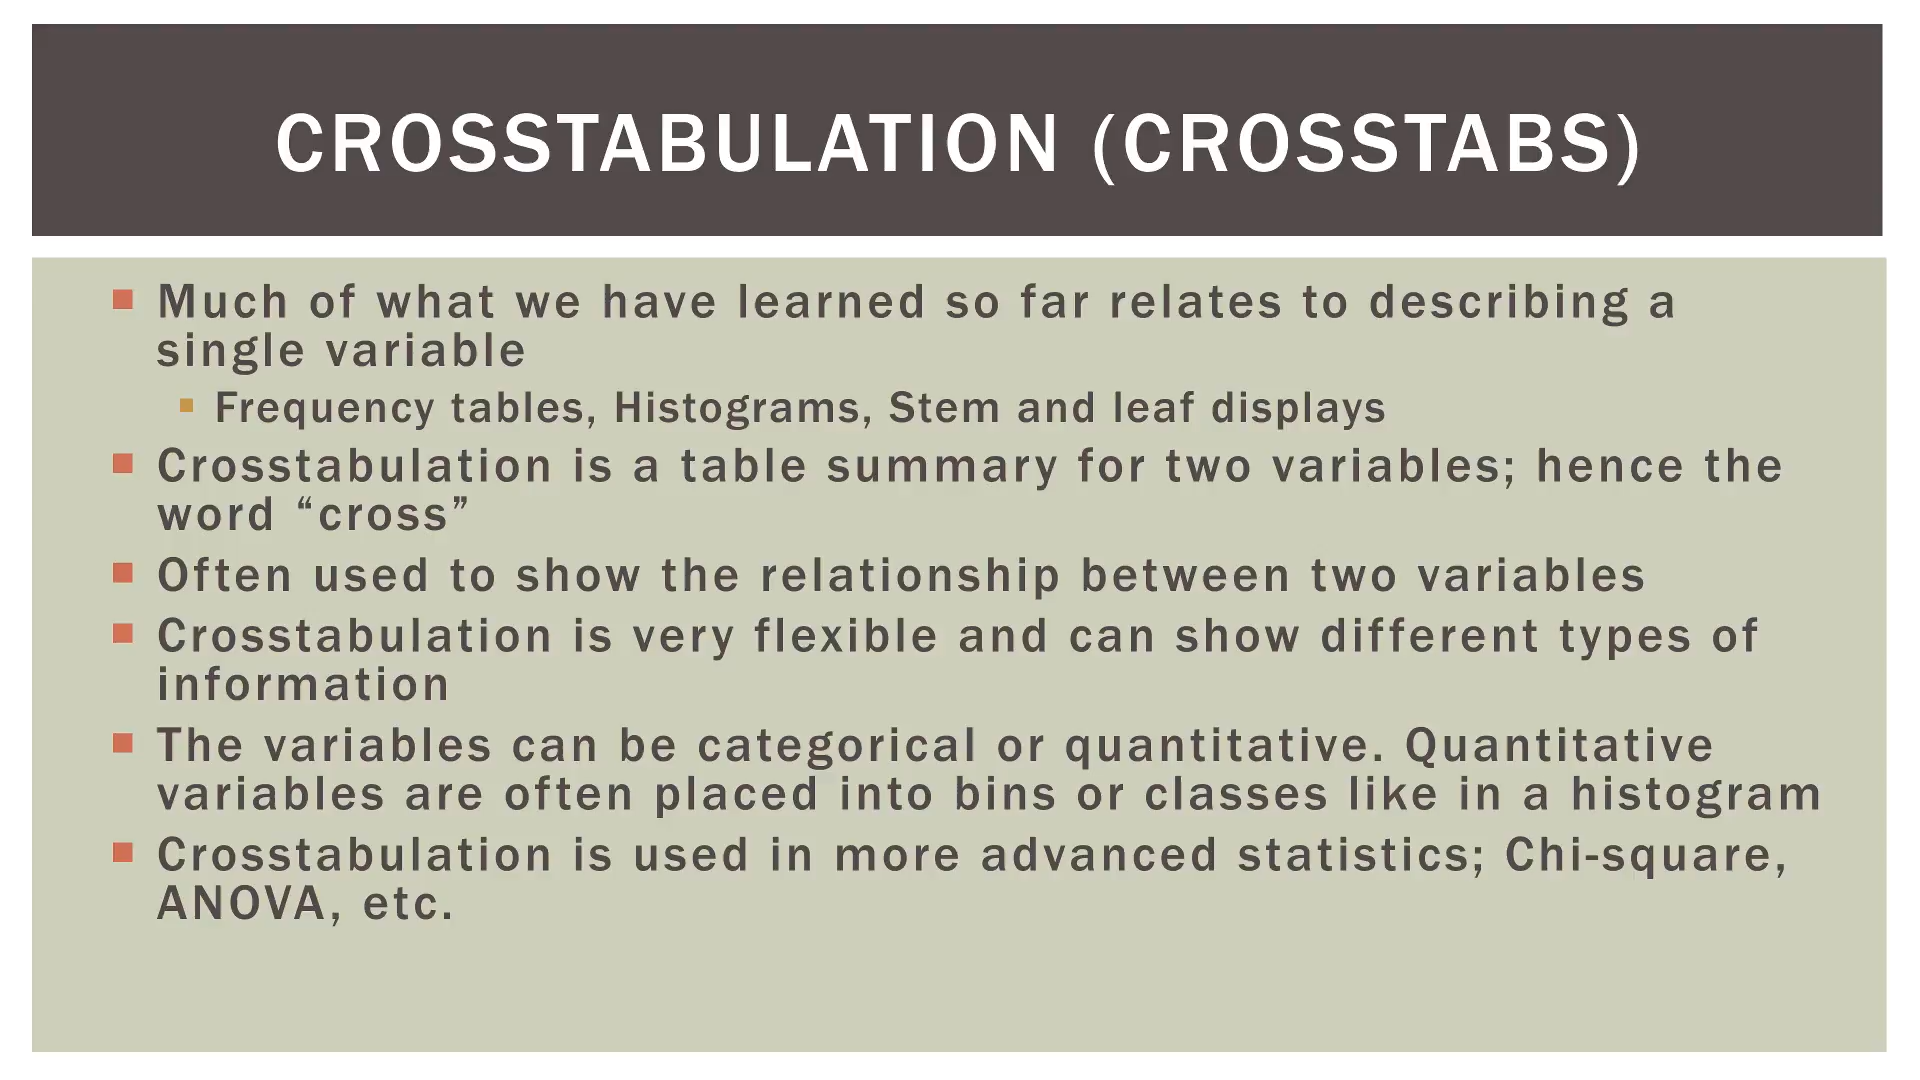 CROSSTABULATION (CROSSTABS)
Much of what we have learned so far relates to describing a
single variable
Frequency tables, Histograms, Stem and leaf displays
Crosstabulation is a table summary for two variables; hence the
word “cross”
Often used to show the relationship between two variables
Crosstabulation is very flexible and can show different types of
information
The variables can be categorical or quantitative. Quantitative
variables are often placed into bins or classes like in a histogram
Crosstabulation is used in more advanced statistics; Chi-square,
ANOVA, etc.